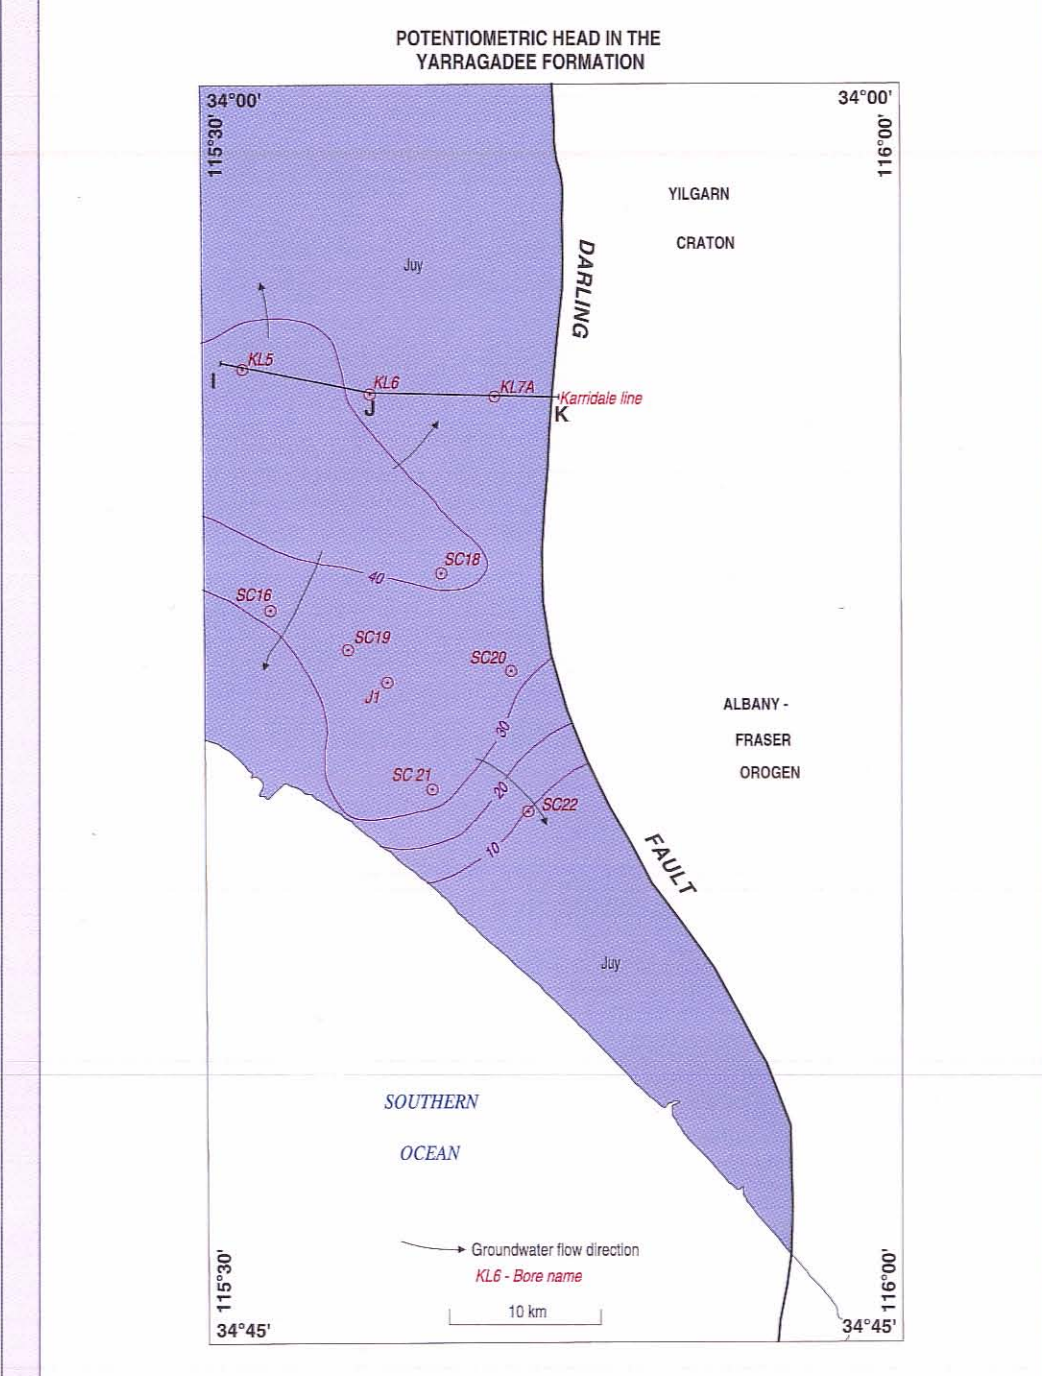 POTENTIOMETRIC HEAD IN THE
YARRAGADEE FORMATION
34°00'
34°00'
115°30'
116°00'
YILGARN
CRATON
DARLING
Juy
KL5
I
KL6
J
KL7A
Karridale line
K
SC18
40
SC16
SC19
SC20
J1
30
ALBANY -
FRASER
OROGEN
SC 21
20
SC22
10
FAULT
Juy
SOUTHERN
OCEAN
Groundwater flow direction
KL6 - Bore name
10 km
115°30'
116°00'
34°45'
34°45'